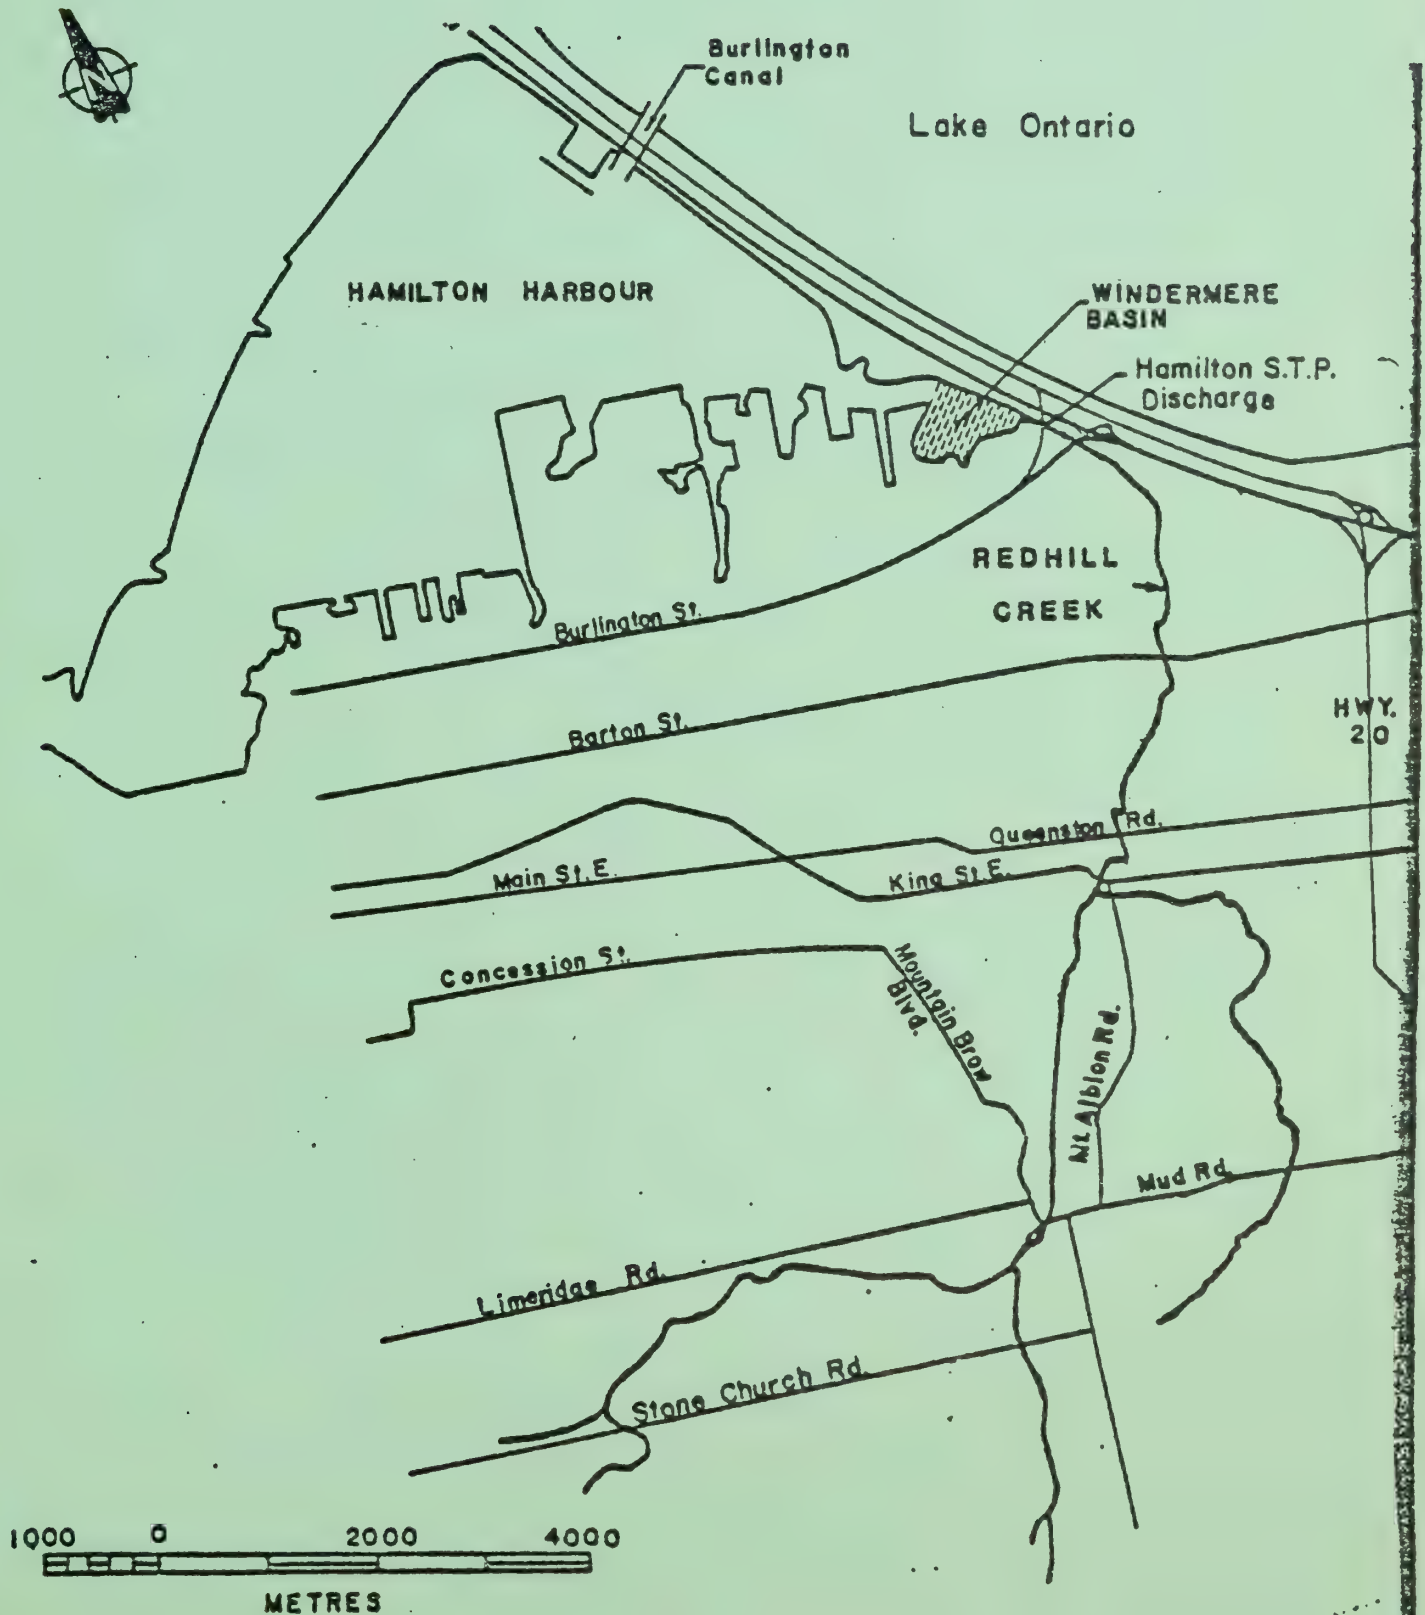 N
Burlington
Canal
Lake Ontario
HAMILTON HARBOUR
WINDERMERE
BASIN
Hamilton S.T.P.
Discharge
REDHILL
CREEK
Burlington St.
Barton St.
HWY.
20
Queenston Rd.
Main St. E.
King St. E.
Concession St.
Mountain Brow
Blvd.
Mt. Albion Rd.
Mud Rd.
Limeridge Rd.
Stone Church Rd.
1000 0 2000 4000
METRES